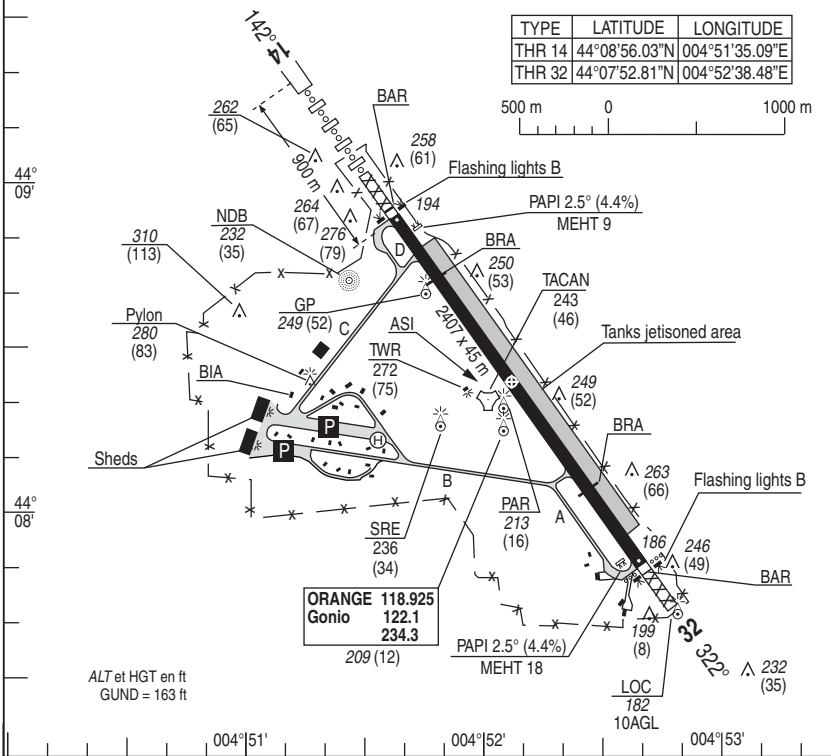 142°
14
TYPE LATITUDE LONGITUDE
THR 14 44°08'56.03"N 004°51'35.09"E
THR 32 44°07'52.81"N 004°52'38.48"E
500 m 0 1000 m
BAR
262
(65)
258
(61)
900 m
Flashing lights B
44°
09'
264
(67)
194
PAPI 2.5° (4.4%)
MEHT 9
NDB
232
(35)
276
(79)
D
BRA
310
(113)
250
(53)
TACAN
243
(46)
GP
249 (52)
C
2407 x 45 m
Pylon
280
(83)
ASI
TWR
272
(75)
Tanks jetisoned area
BIA
249
(52)
BRA
P
P
H
Sheds
263
(66)
Flashing lights B
B
44°
08'
A
PAR
213
(16)
SRE
236
(34)
186
246
(49)
BAR
ORANGE 118.925
Gonio 122.1
234.3
209 (12)
PAPI 2.5° (4.4%)
MEHT 18
199
(8)
32
322°
232
(35)
LOC
182
10AGL
ALT et HGT en ft
GUND = 163 ft
004°51'
004°52'
004°53'